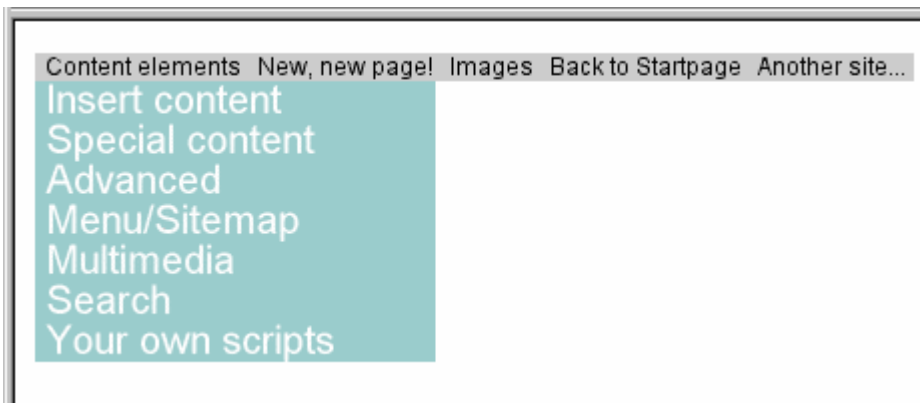 Content elements New, new page! Images Back to Startpage Another site...
Insert content
Special content
Advanced
Menu/Sitemap
Multimedia
Search
Your own scripts